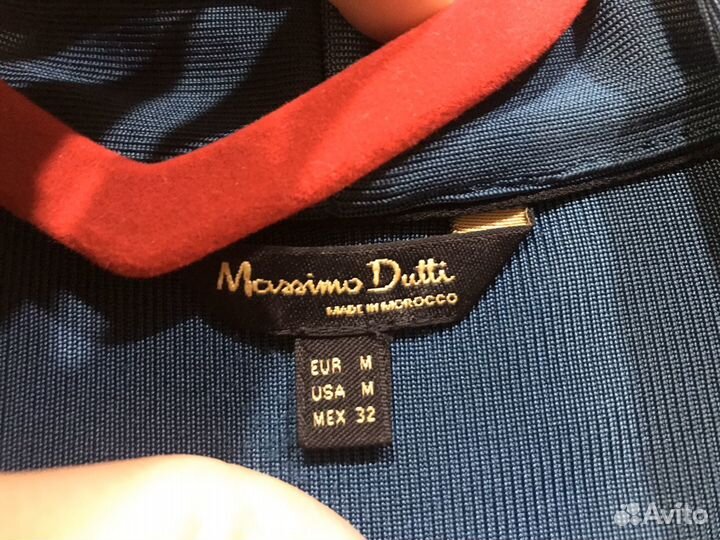 Massimo Dutti
MADE IN MOROCCO
EUR M
USA M
MEX 32
Avito